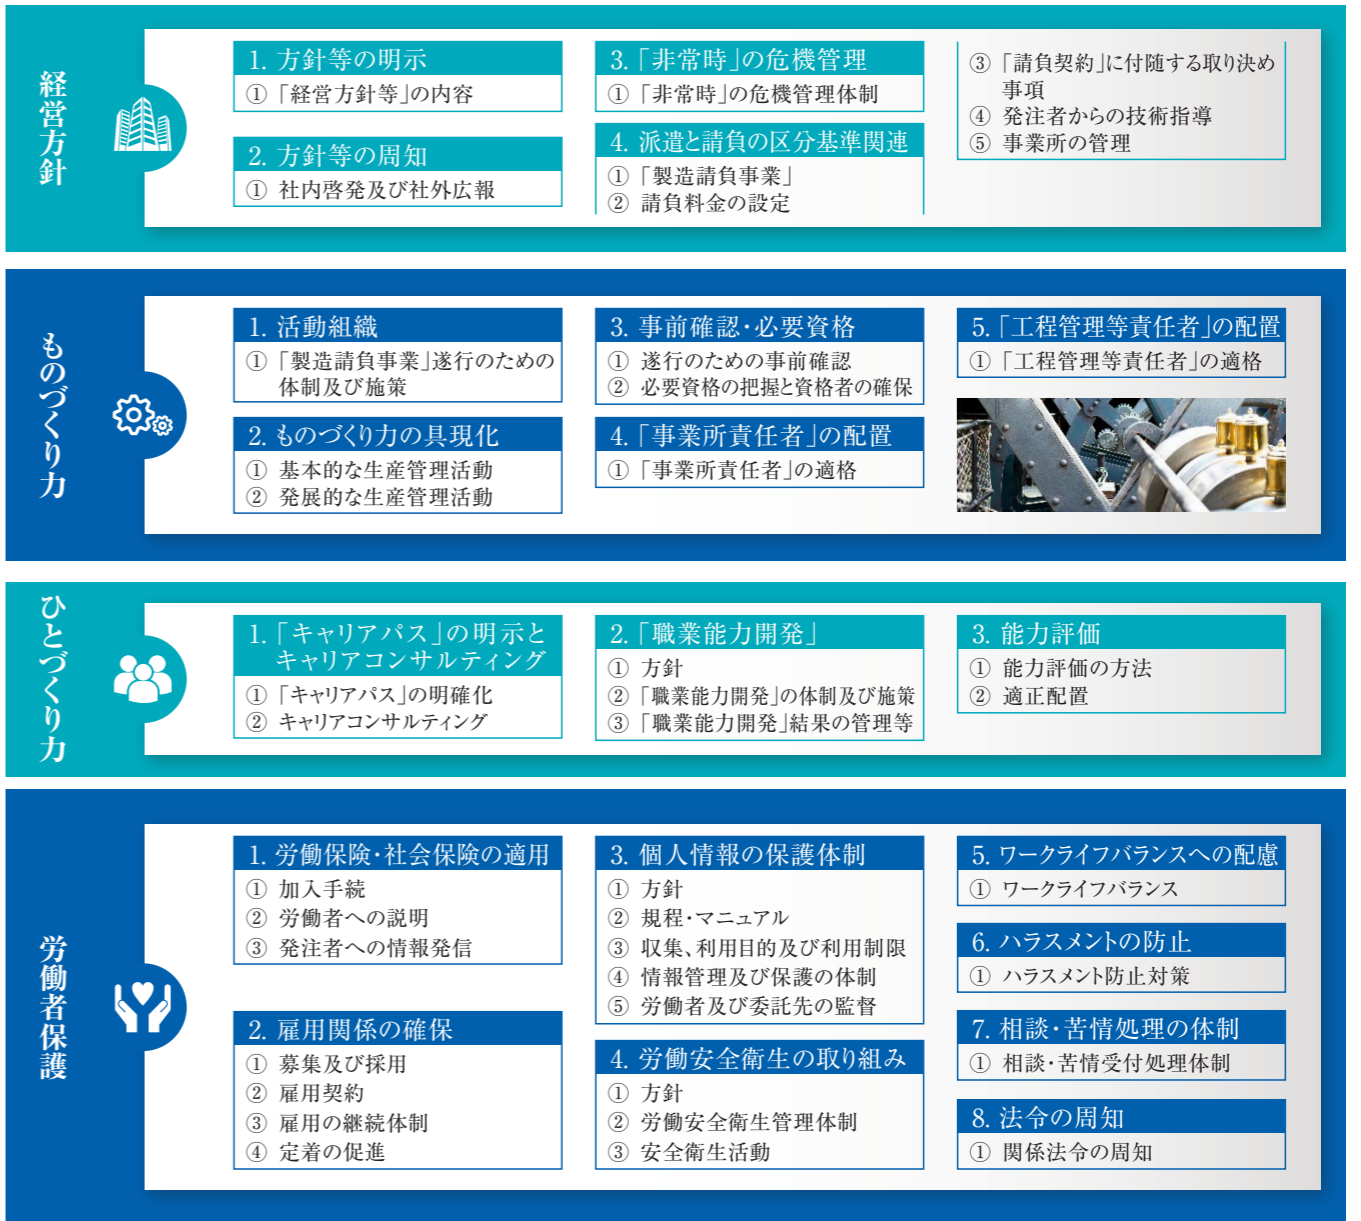 経営方針
1. 方針等の明示
①「経営方針等」の内容
2. 方針等の周知
① 社内啓発及び社外広報
3.「非常時」の危機管理
①「非常時」の危機管理体制
4. 派遣と請負の区分基準関連
①「製造請負事業」
② 請負料金の設定
③「請負契約」に付随する取り決め
事項
④ 発注者からの技術指導
⑤ 事業所の管理
ものづくり力
1. 活動組織
①「製造請負事業」遂行のための
体制及び施策
2. ものづくり力の具現化
① 基本的な生産管理活動
② 発展的な生産管理活動
3. 事前確認・必要資格
① 遂行のための事前確認
② 必要資格の把握と資格者の確保
4.「事業所責任者」の配置
①「事業所責任者」の適格
5.「工程管理等責任者」の配置
①「工程管理等責任者」の適格
ひとづくり力
1.「キャリアパス」の明示と
キャリアコンサルティング
①「キャリアパス」の明確化
② キャリアコンサルティング
2.「職業能力開発」
① 方針
②「職業能力開発」の体制及び施策
③「職業能力開発」結果の管理等
3. 能力評価
① 能力評価の方法
② 適正配置
労働者保護
1. 労働保険・社会保険の適用
① 加入手続
② 労働者への説明
③ 発注者への情報発信
2. 雇用関係の確保
① 募集及び採用
② 雇用契約
③ 雇用の継続体制
④ 定着の促進
3. 個人情報の保護体制
① 方針
② 規程・マニュアル
③ 収集、利用目的及び利用制限
④ 情報管理及び保護の体制
⑤ 労働者及び委託先の監督
4. 労働安全衛生の取り組み
① 方針
② 労働安全衛生管理体制
③ 安全衛生活動
5. ワークライフバランスへの配慮
① ワークライフバランス
6. ハラスメントの防止
① ハラスメント防止対策
7. 相談・苦情処理の体制
① 相談・苦情受付処理体制
8. 法令の周知
① 関係法令の周知